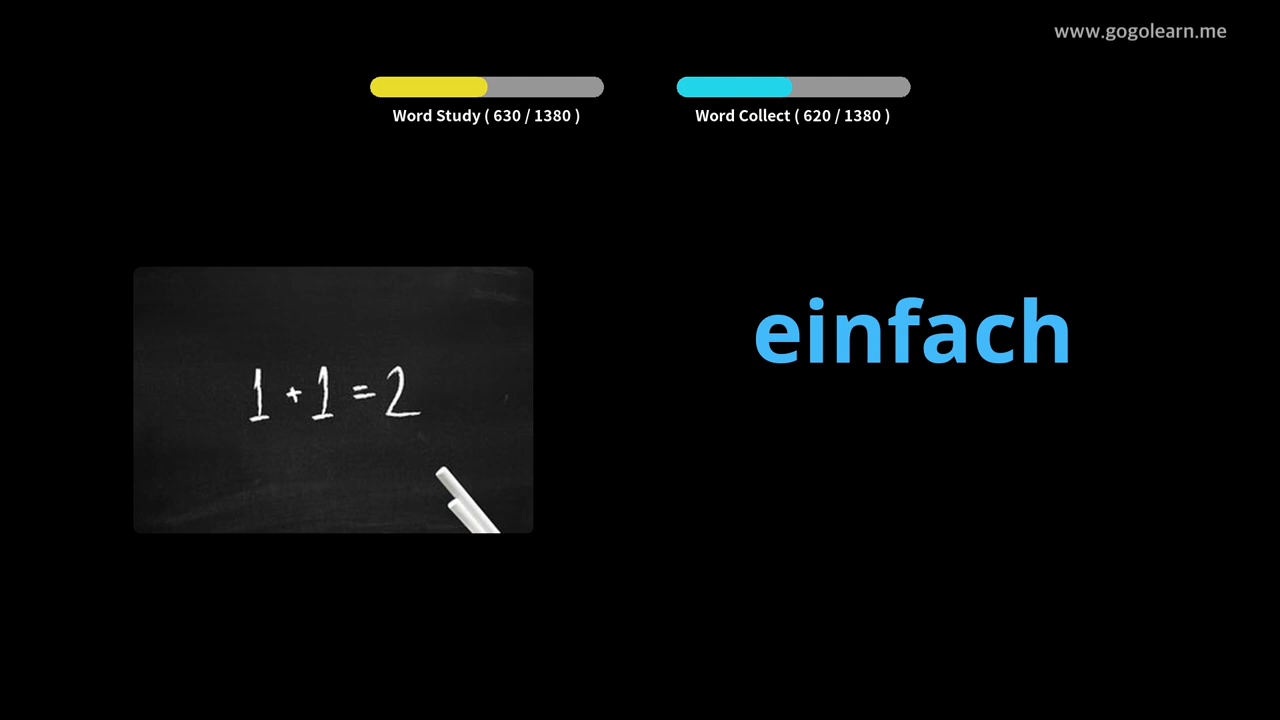 www.gogolearn.me
Word Study ( 630 / 1380 )
Word Collect ( 620 / 1380 )
einfach
1 + 1 = 2